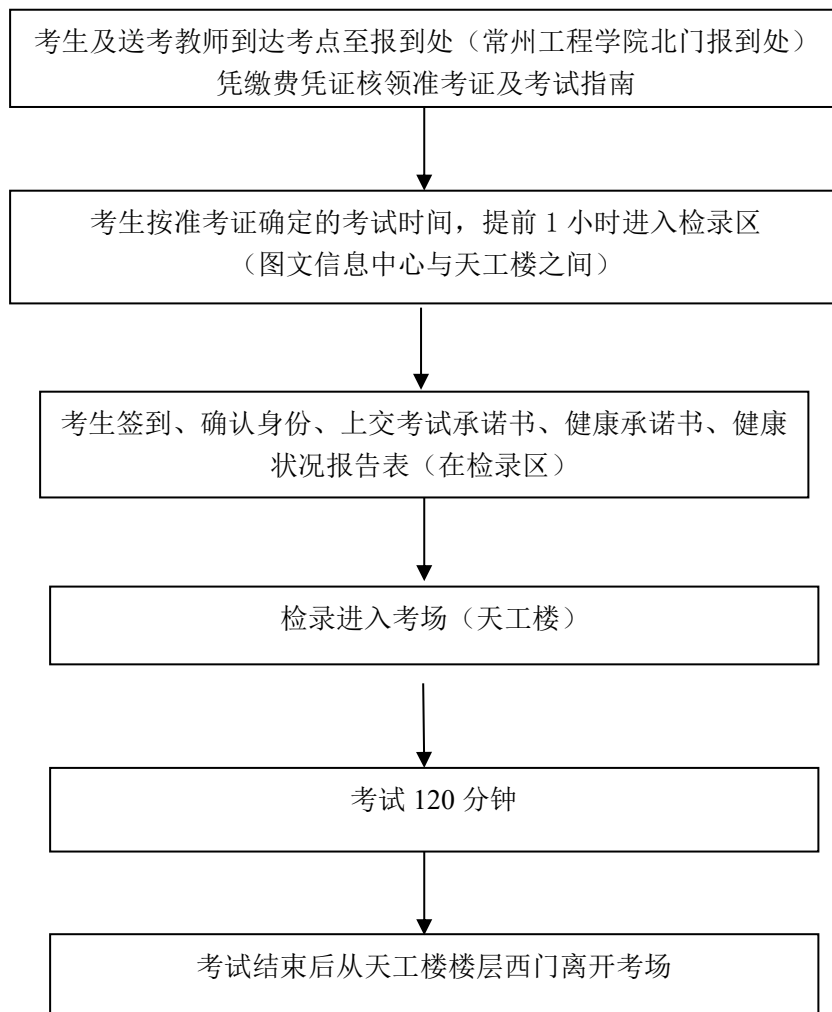 考生及送考教师到达考点至报到处（常州工程学院北门报到处）
凭缴费凭证核领准考证及考试指南
考生按准考证确定的考试时间，提前 1 小时进入检录区
（图文信息中心与天工楼之间）
考生签到、确认身份、上交考试承诺书、健康承诺书、健康
状况报告表（在检录区）
检录进入考场（天工楼）
考试 120 分钟
考试结束后从天工楼楼层西门离开考场